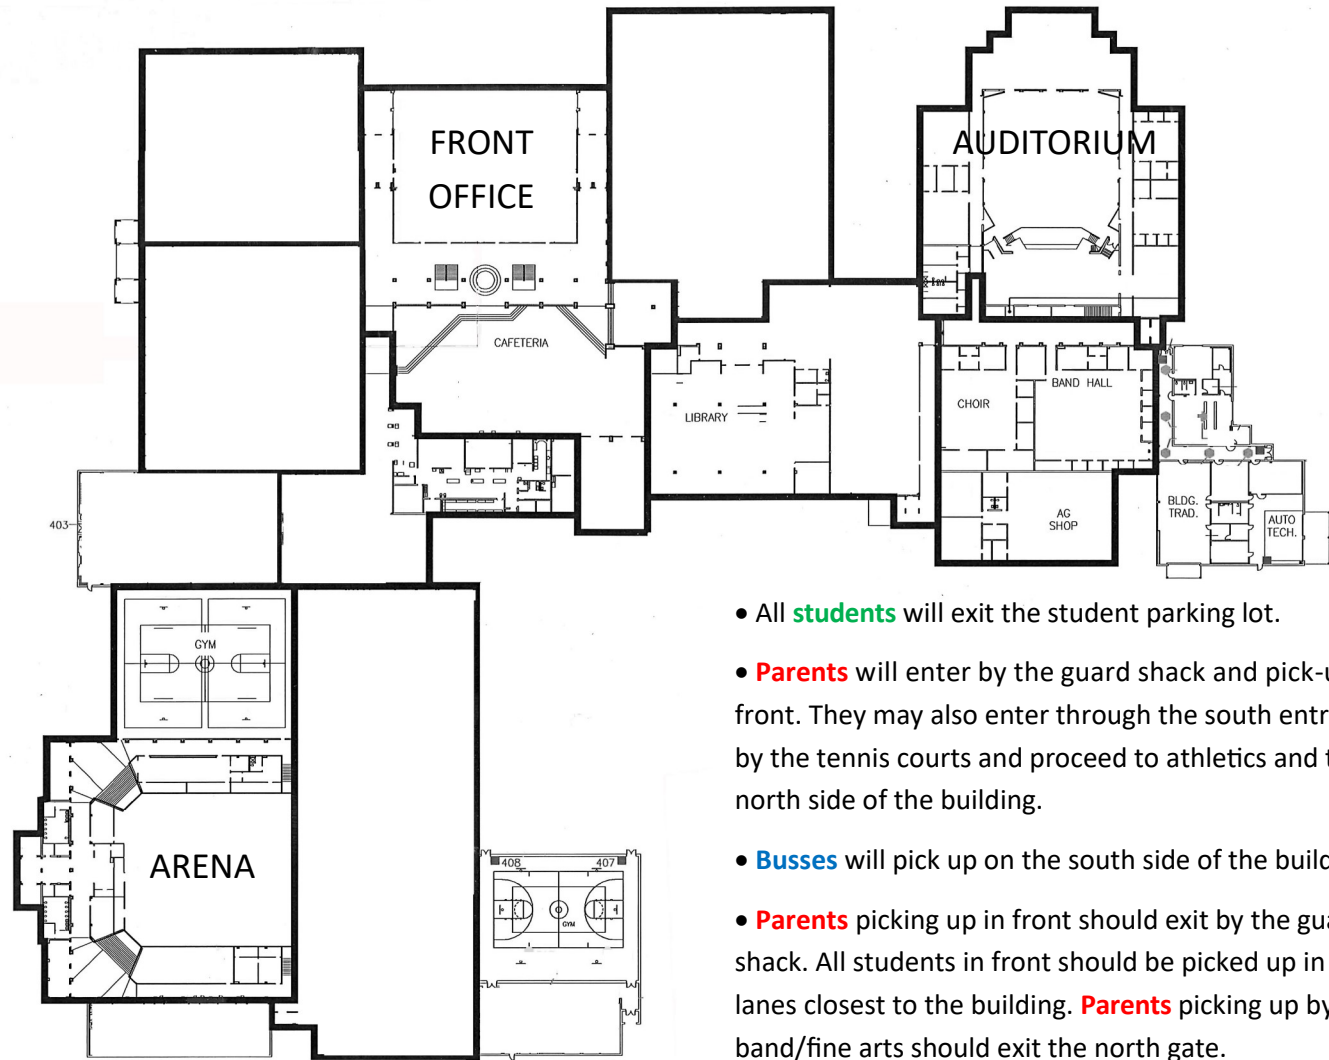 FRONT
OFFICE
AUDITORIUM
CAFETERIA
LIBRARY
CHOIR
BAND HALL
AG
SHOP
BLDG.
TRAD.
AUTO
TECH.
403
GYM
ARENA
408
407
GYM
• All students will exit the student parking lot.
• Parents will enter by the guard shack and pick-u
front. They may also enter through the south entr
by the tennis courts and proceed to athletics and t
north side of the building.
• Busses will pick up on the south side of the build
• Parents picking up in front should exit by the gua
shack. All students in front should be picked up in
lanes closest to the building. Parents picking up by
band/fine arts should exit the north gate.